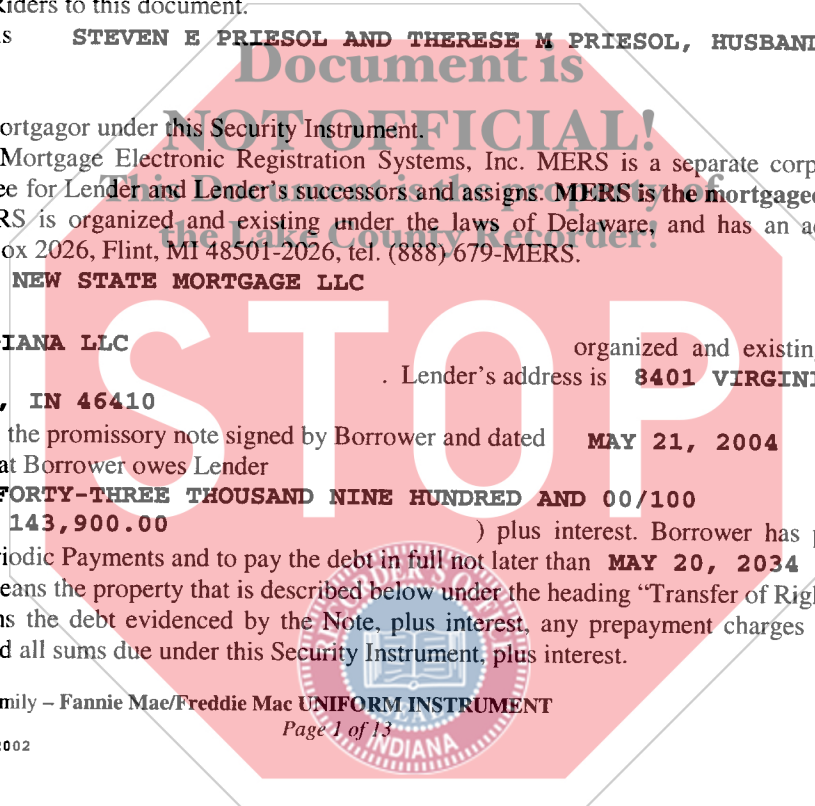 Riders to this document.
s STEVEN E PRIESOL AND THERESE M PRIESOL, HUSBAND
Document is
ortgagor under this Security Instrument.
NOT OFFICIAL!
Mortgage Electronic Registration Systems, Inc. MERS is a separate corp
ee for Lender and Lender's successors and assigns. MERS is the mortgagee
This Document is the property of
RS is organized and existing under the laws of Delaware, and has an ad
the Lake County Recorder!
ox 2026, Flint, MI 48501-2026, tel. (888) 679-MERS.
NEW STATE MORTGAGE LLC
STOP
IANA LLC organized and existing
. Lender's address is 8401 VIRGINI
, IN 46410
the promissory note signed by Borrower and dated MAY 21, 2004
at Borrower owes Lender
FORTY-THREE THOUSAND NINE HUNDRED AND 00/100
143,900.00 ) plus interest. Borrower has p
riodic Payments and to pay the debt in full not later than MAY 20, 2034
eans the property that is described below under the heading “Transfer of Righ
ns the debt evidenced by the Note, plus interest, any prepayment charges
d all sums due under this Security Instrument, plus interest.
RECORDER'S OFFICE
SEAL
INDIANA
mily – Fannie Mae/Freddie Mac UNIFORM INSTRUMENT
Page 1 of 13
2002